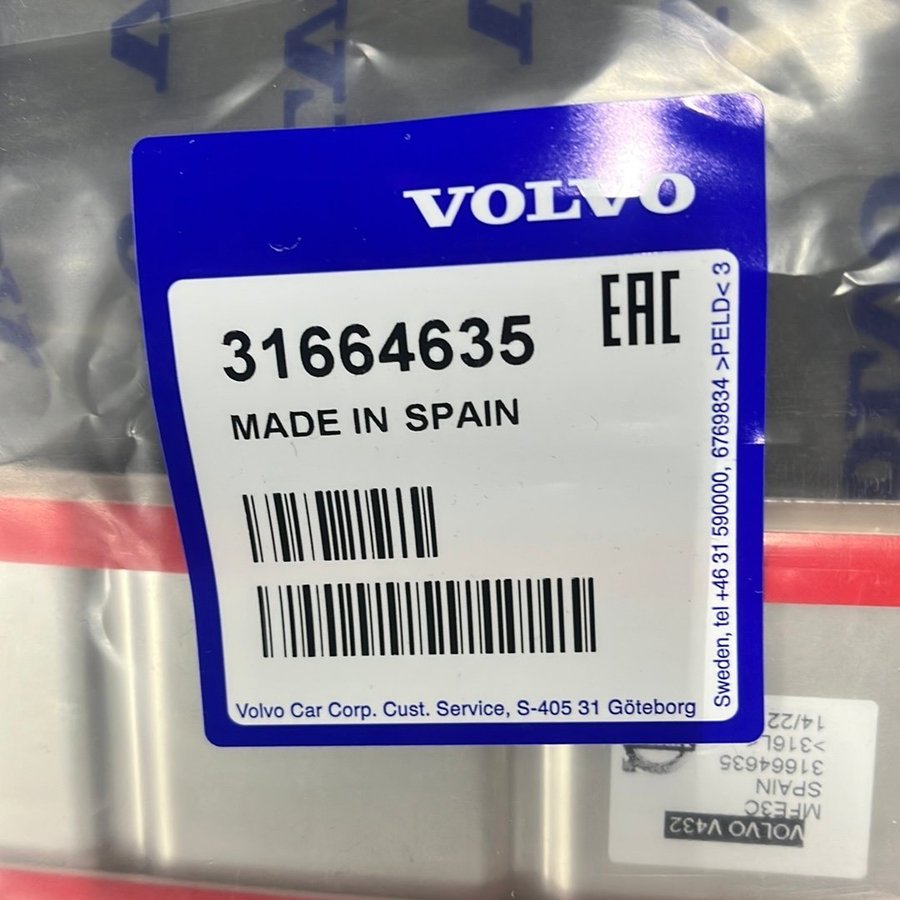 VOLVO
EAC
31664635
MADE IN SPAIN
Volvo Car Corp. Cust. Service, S-405 31 Göteborg
Sweden, tel +46 31 590000, 6769834 >PELD< 3
VOLVO V432
MFE3C
SPAIN
31664635
>316L<
14/22